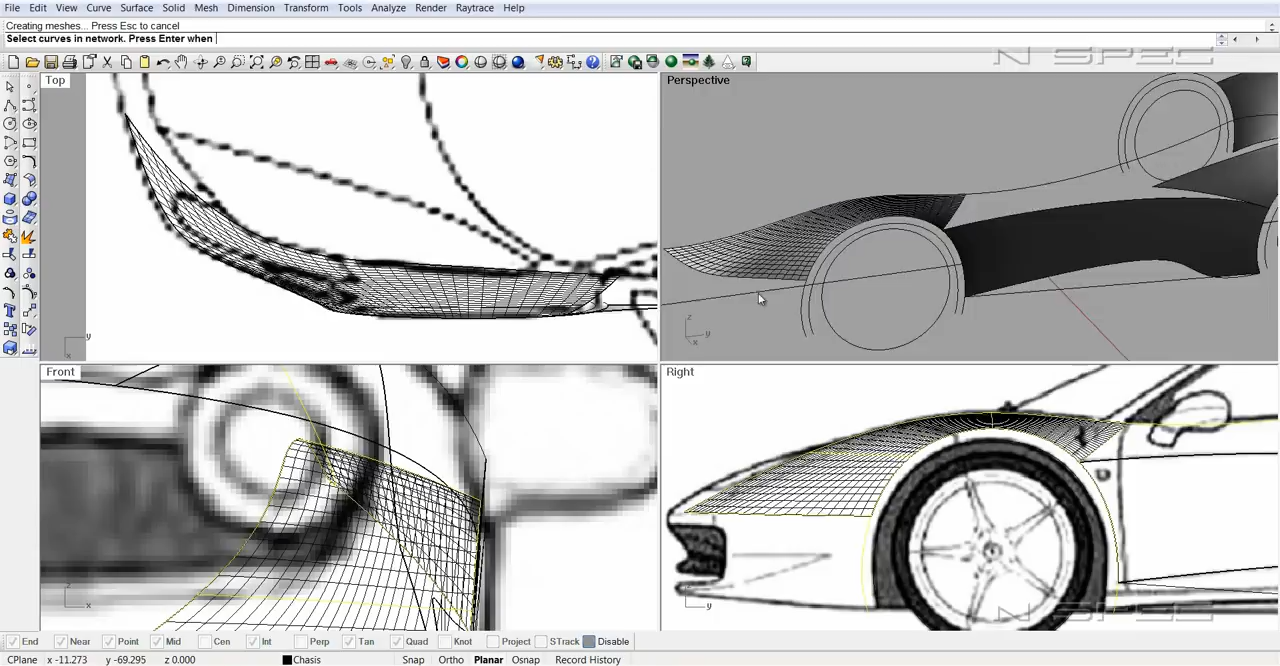 File Edit View Curve Surface Solid Mesh Dimension Transform Tools Analyze Render Raytrace Help
Creating meshes... Press Esc to cancel
Select curves in network. Press Enter when
N SPEC
Top
Perspective
z
y
x
y
x
Front
Right
z
x
z
y
N SPEC
End Near Point Mid Cen Int Perp Tan Quad Knot Project STrack Disable
CPlane x -11.273 y -69.295 z 0.000 Chasis Snap Ortho Planar Osnap Record History